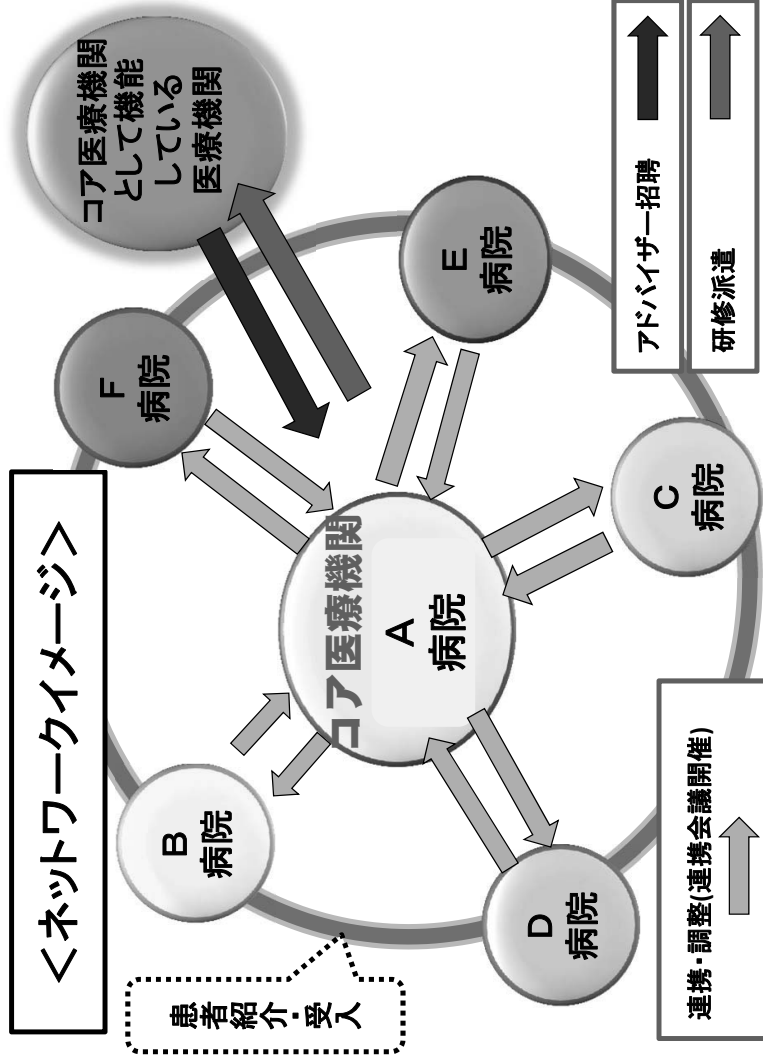 ＜ネットワークイメージ＞
患者紹介・受入
B
病院
F
病院
コア医療機関
として機能
している
医療機関
コア医療機関
A
病院
D
病院
C
病院
E
病院
連携・調整(連携会議開催)
アドバイザー招聘
研修派遣